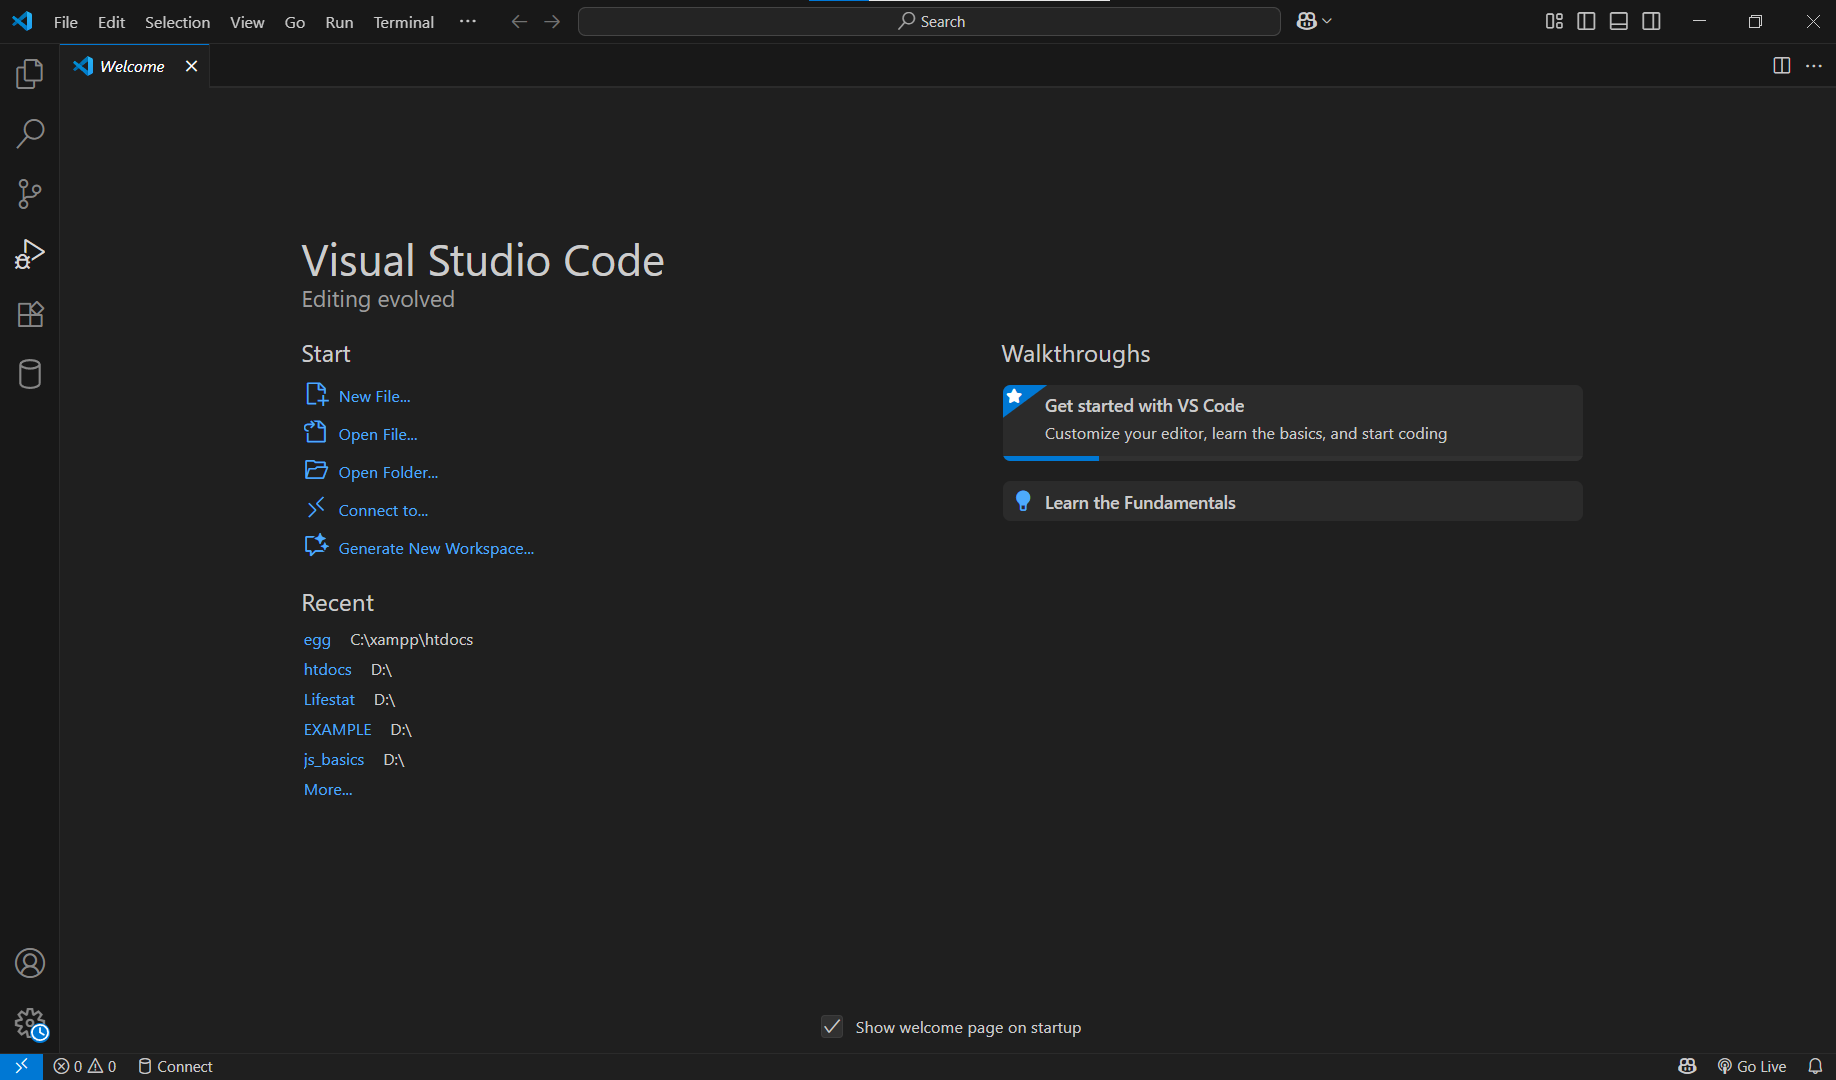 File Edit Selection View Go Run Terminal ··· Search
Welcome
Visual Studio Code
Editing evolved
Start
New File...
Open File...
Open Folder...
Connect to...
Generate New Workspace...
Recent
egg C:\xampp\htdocs
htdocs D:\
Lifestat D:\
EXAMPLE D:\
js_basics D:\
More...
Walkthroughs
Get started with VS Code
Customize your editor, learn the basics, and start coding
Learn the Fundamentals
Show welcome page on startup
0 0 Connect Go Live